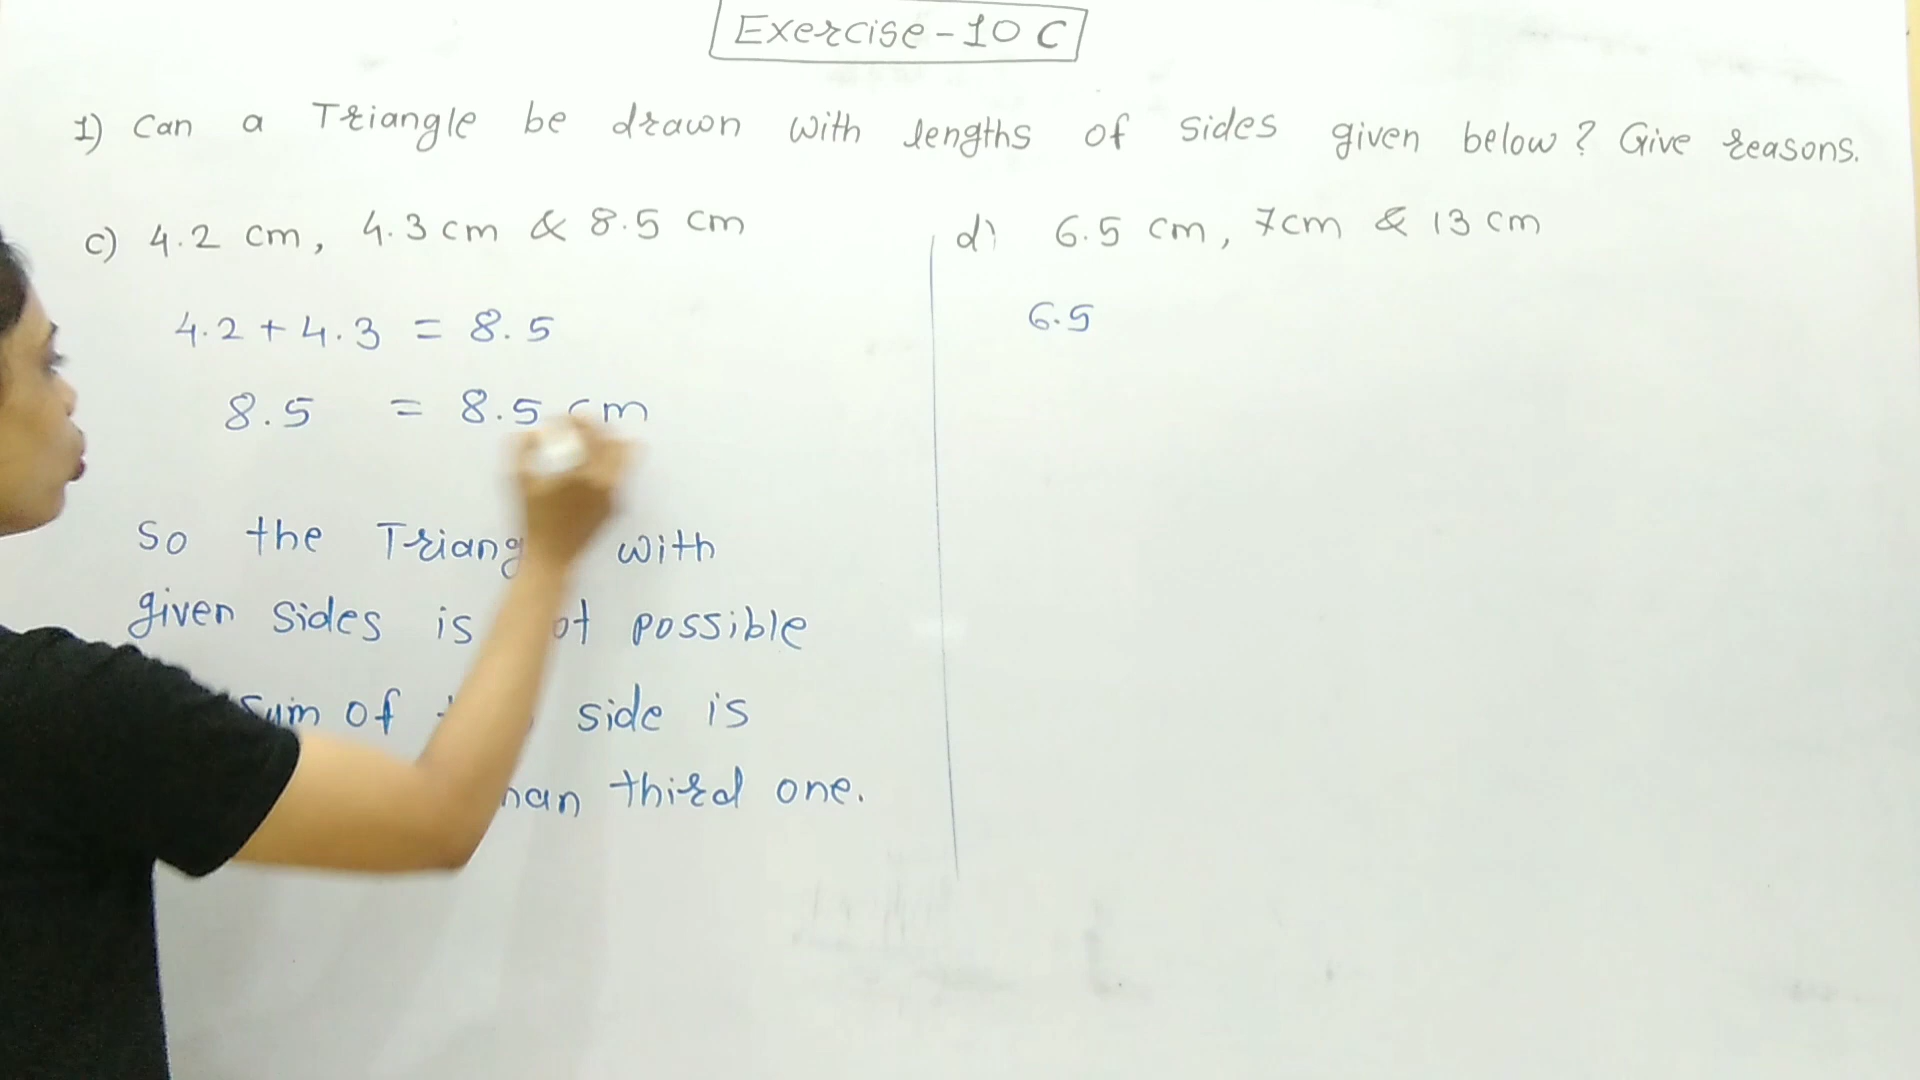 Exercise - 10 C
1) Can a Triangle be drawn with lengths of sides given below? Give reasons.
c) 4.2 cm, 4.3 cm & 8.5 cm
4.2 + 4.3 = 8.5
8.5 = 8.5 cm
So the with
given sides is possible
sum of side is
third one.
d) 6.5 cm, 7cm & 13 cm
6.5